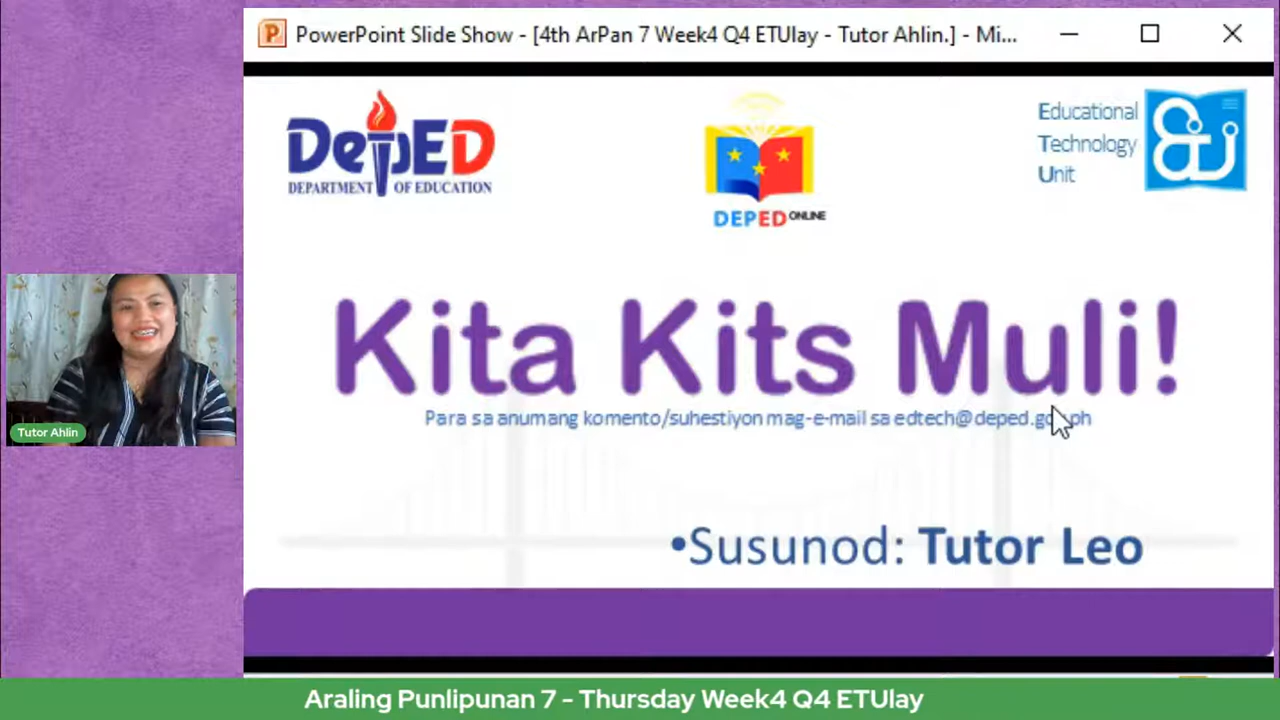 PowerPoint Slide Show - [4th ArPan 7 Week4 Q4 ETUlay - Tutor Ahlin.] - Mi...
DepED
DEPARTMENT OF EDUCATION
DEPED ONLINE
Educational
Technology
Unit
Kita Kits Muli!
Para sa anumang komento/suhestiyon mag-e-mail sa edtech@deped.gov.ph
•Susunod: Tutor Leo
Tutor Ahlin
Araling Punlipunan 7 - Thursday Week4 Q4 ETUlay